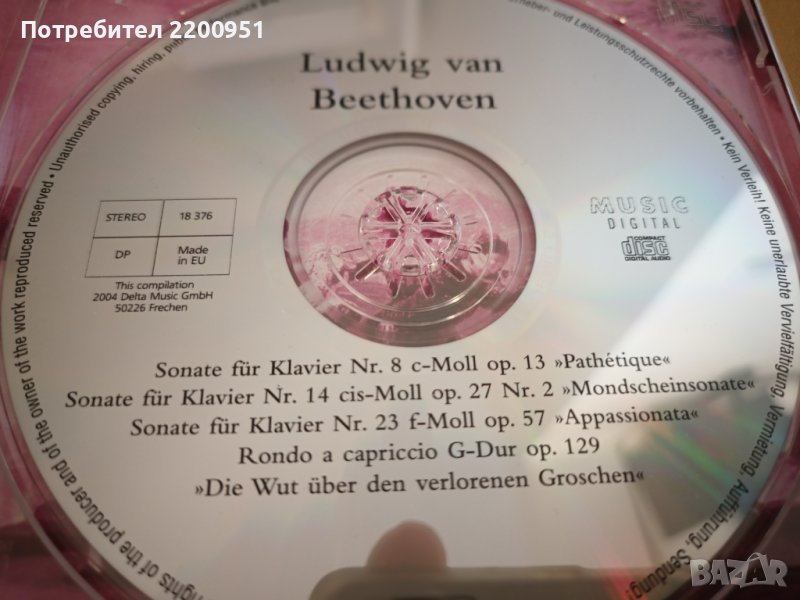 Потребител 2200951
Ludwig van
Beethoven
STEREO 18 376
DP Made in EU
This compilation
2004 Delta Music GmbH
50226 Frechen
MUSIC
DIGITAL
COMPACT
disc
DIGITAL AUDIO
Sonate für Klavier Nr. 8 c-Moll op. 13 »Pathétique«
Sonate für Klavier Nr. 14 cis-Moll op. 27 Nr. 2 »Mondscheinsonate«
Sonate für Klavier Nr. 23 f-Moll op. 57 »Appassionata«
Rondo a capriccio G-Dur op. 129
»Die Wut über den verlorenen Groschen«
rights of the producer and of the owner of the work reproduced reserved • Unauthorised copying, hiring,
und Leistungsschutzrechte vorbehalten • Kein Verleih! Keine unerlaubte Vervielfältigung, Vermietung, Aufführung, Sendung!
BAZAR